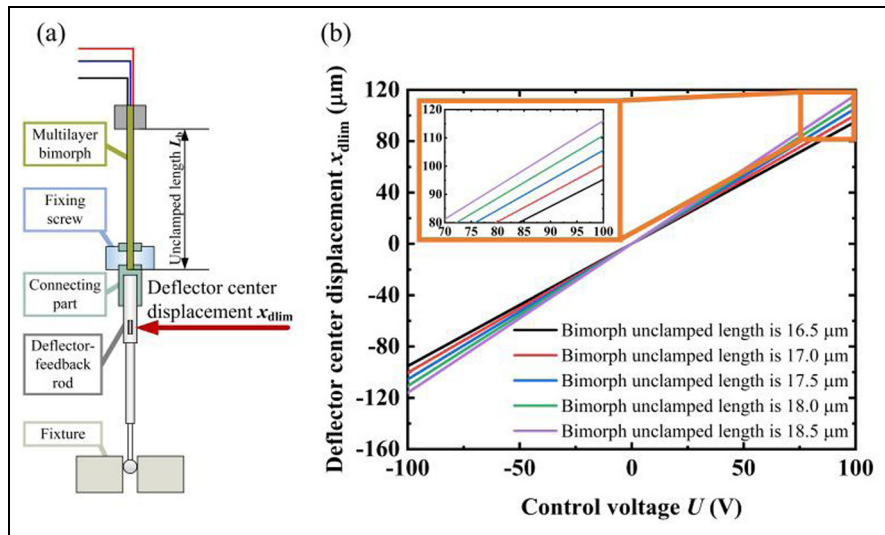 (a)
Multilayer
bimorph
Unclamped length Lb
Fixing
screw
Connecting
part
Deflector center
displacement xdlim
Deflector-
feedback
rod
Fixture
(b)
Deflector center displacement xdlim (μm)
120
80
40
0
-40
-80
-120
-160
120
110
100
90
80
70 75 80 85 90 95 100
Bimorph unclamped length is 16.5 μm
Bimorph unclamped length is 17.0 μm
Bimorph unclamped length is 17.5 μm
Bimorph unclamped length is 18.0 μm
Bimorph unclamped length is 18.5 μm
-100 -50 0 50 100
Control voltage U (V)